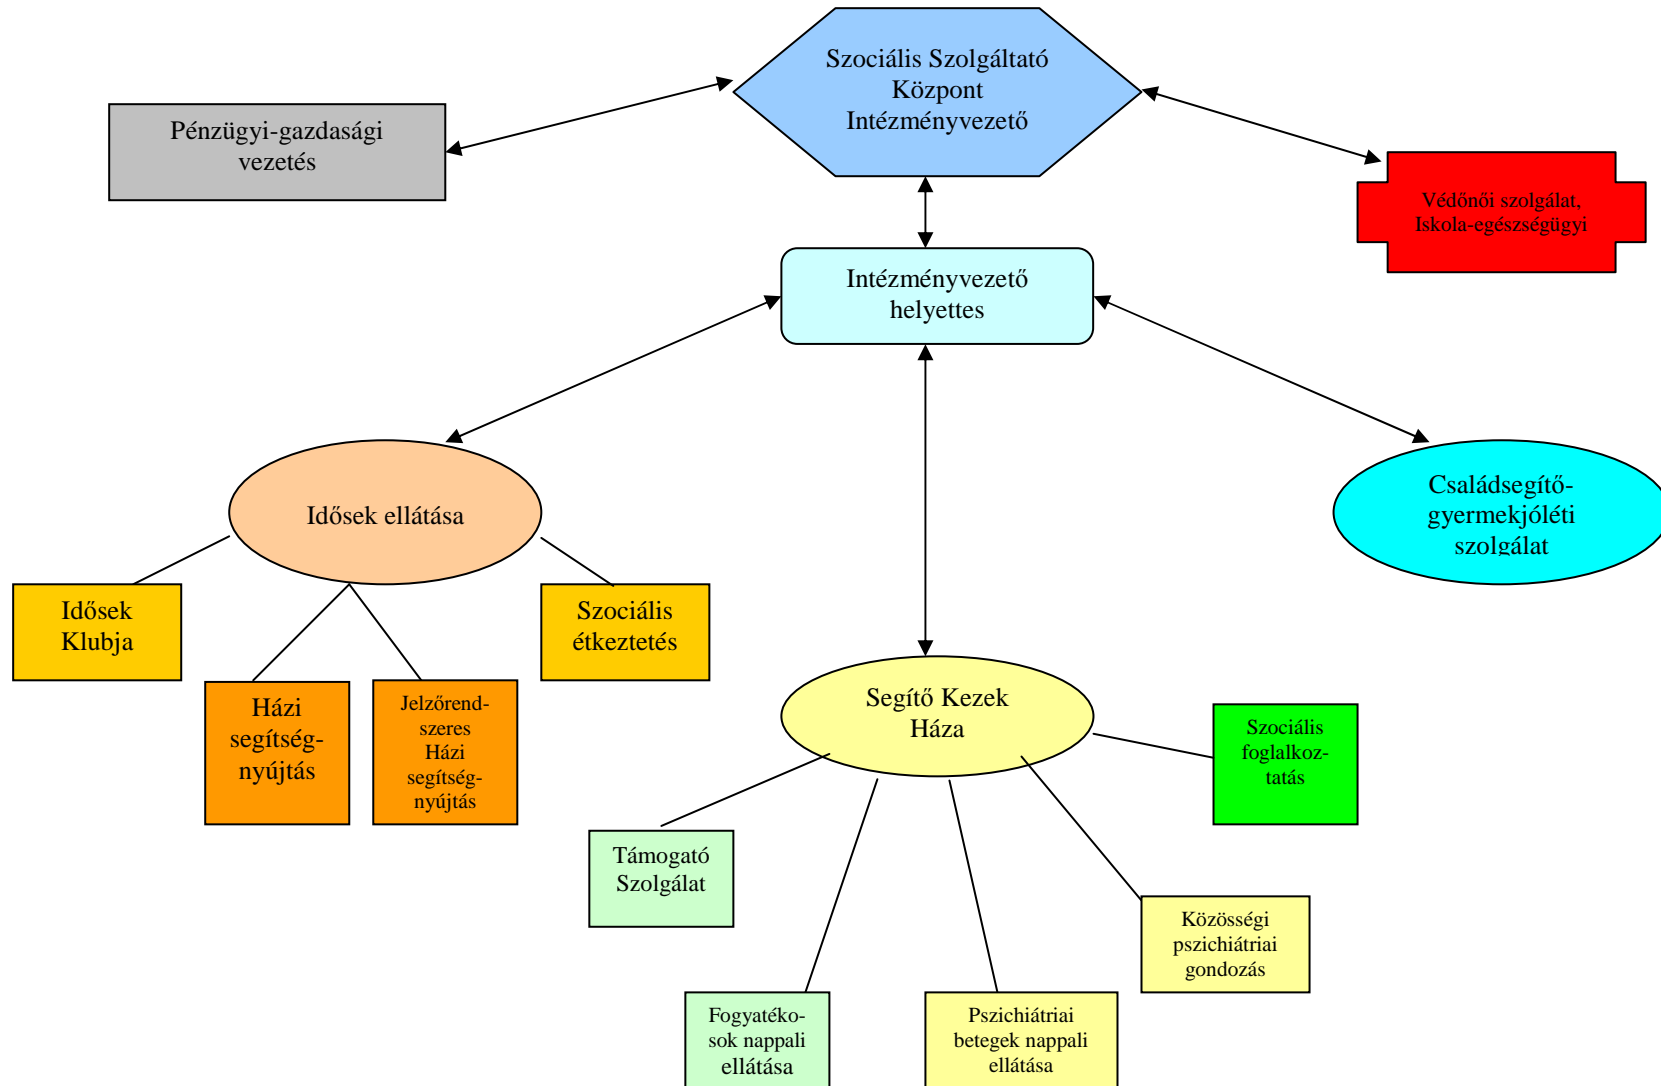 Szociális Szolgáltató
Központ
Intézményvezető
Pénzügyi-gazdasági
vezetés
Védőnői szolgálat,
Iskola-egészségügyi
Intézményvezető
helyettes
Idősek ellátása
Családsegítő-
gyermekjóléti
szolgálat
Idősek
Klubja
Szociális
étkeztetés
Házi
segítség-
nyújtás
Jelzőrend-
szeres
Házi
segítség-
nyújtás
Segítő Kezek
Háza
Szociális
foglalkoz-
tatás
Támogató
Szolgálat
Közösségi
pszichiátriai
gondozás
Fogyatéko-
sok nappali
ellátása
Pszichiátriai
betegek nappali
ellátása